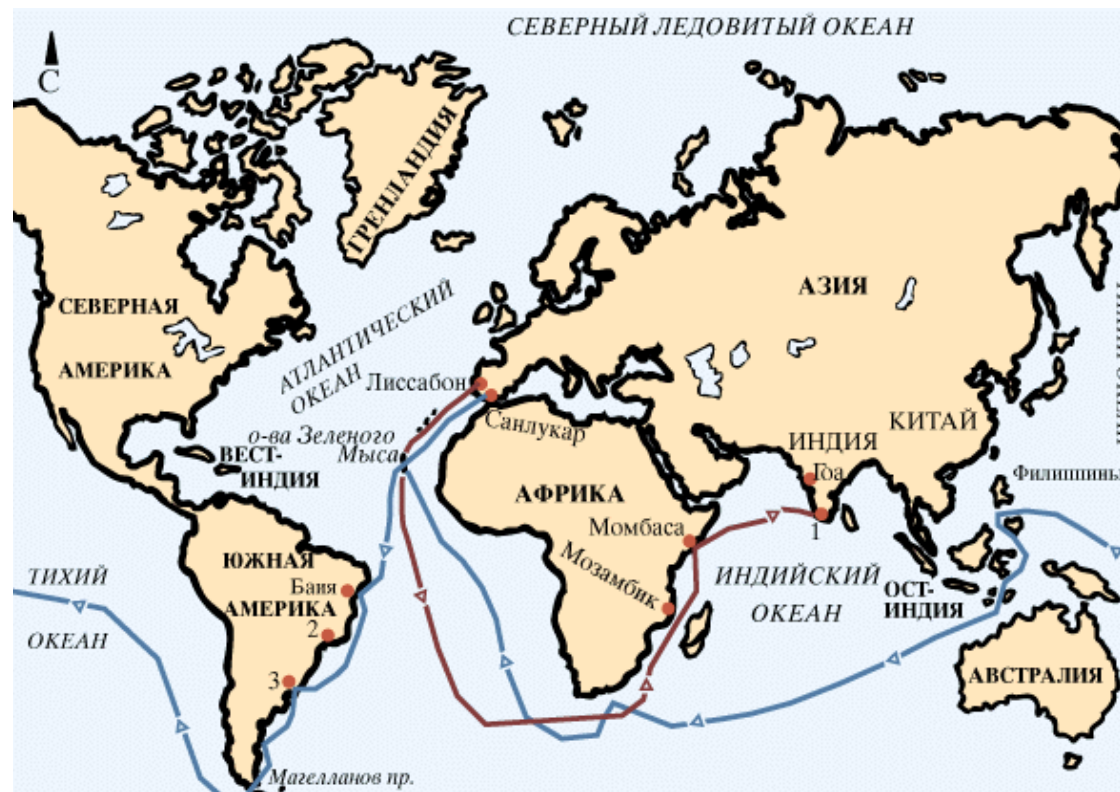 СЕВЕРНЫЙ ЛЕДОВИТЫЙ ОКЕАН
С
ГРЕНЛАНДИЯ
СЕВЕРНАЯ
АМЕРИКА
АТЛАНТИЧЕСКИЙ
ОКЕАН
АЗИЯ
Лиссабон
Санлукар
о-ва Зеленого
Мыса
ВЕСТ-
ИНДИЯ
КИТАЙ
ИНДИЯ
Гоа
1
Филиппины
АФРИКА
Момбаса
Мозамбик
ИНДИЙСКИЙ
ОКЕАН
ОСТ-
ИНДИЯ
ЮЖНАЯ
АМЕРИКА
Баия
2
3
ТИХИЙ
ОКЕАН
АВСТРАЛИЯ
Магелланов пр.